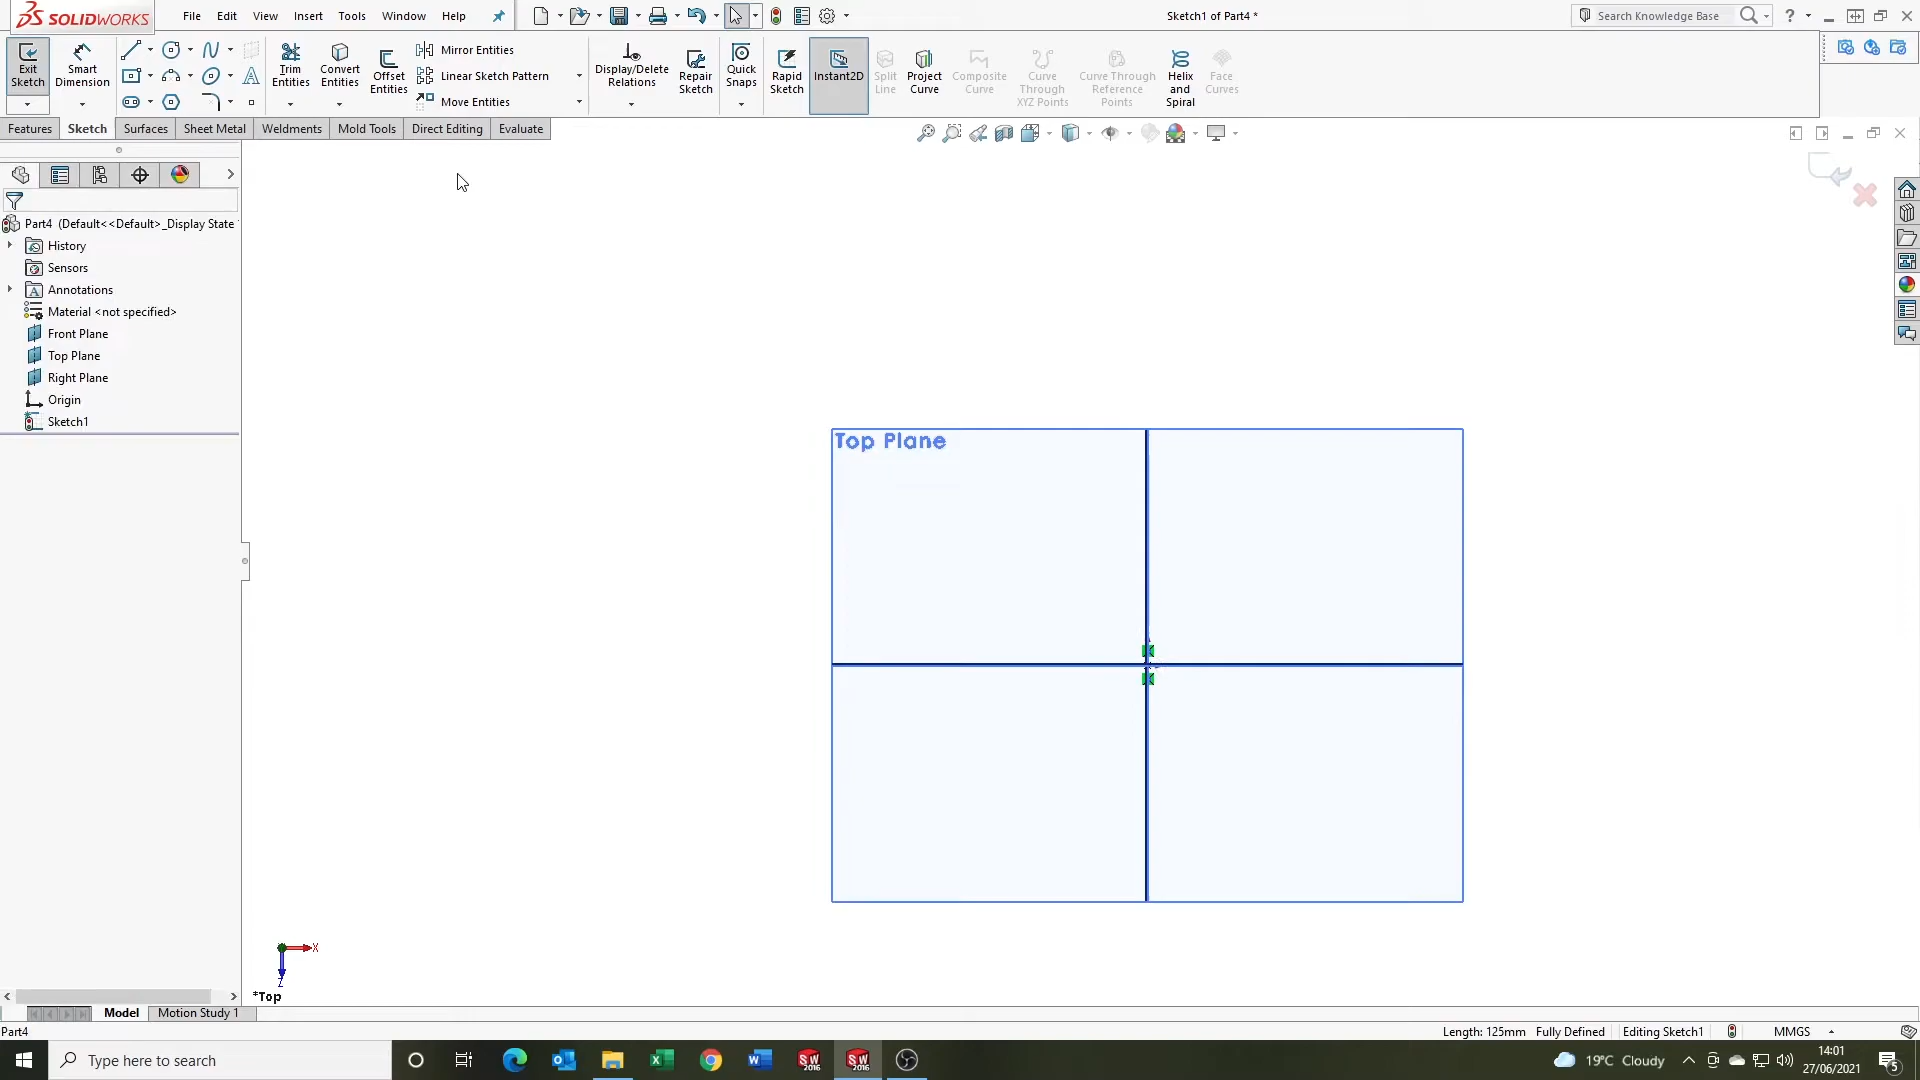 SOLIDWORKS
File Edit View Insert Tools Window Help
Sketch1 of Part4 *
Search Knowledge Base
?
Exit Sketch
Smart Dimension
Trim Entities
Convert Entities
Offset Entities
Mirror Entities
Linear Sketch Pattern
Move Entities
Display/Delete Relations
Repair Sketch
Quick Snaps
Rapid Sketch
Instant2D
Split Line
Project Curve
Composite Curve
Curve Through XYZ Points
Curve Through Reference Points
Helix and Spiral
Face Curves
Features Sketch Surfaces Sheet Metal Weldments Mold Tools Direct Editing Evaluate
Part4 (Default<<Default>_Display State
History
Sensors
Annotations
Material <not specified>
Front Plane
Top Plane
Right Plane
Origin
Sketch1
Top Plane
X
Z
*Top
Model Motion Study 1
Part4
Length: 125mm Fully Defined Editing Sketch1 MMGS
Type here to search
SW 2016
SW 2016
19°C Cloudy
14:01
27/06/2021
5